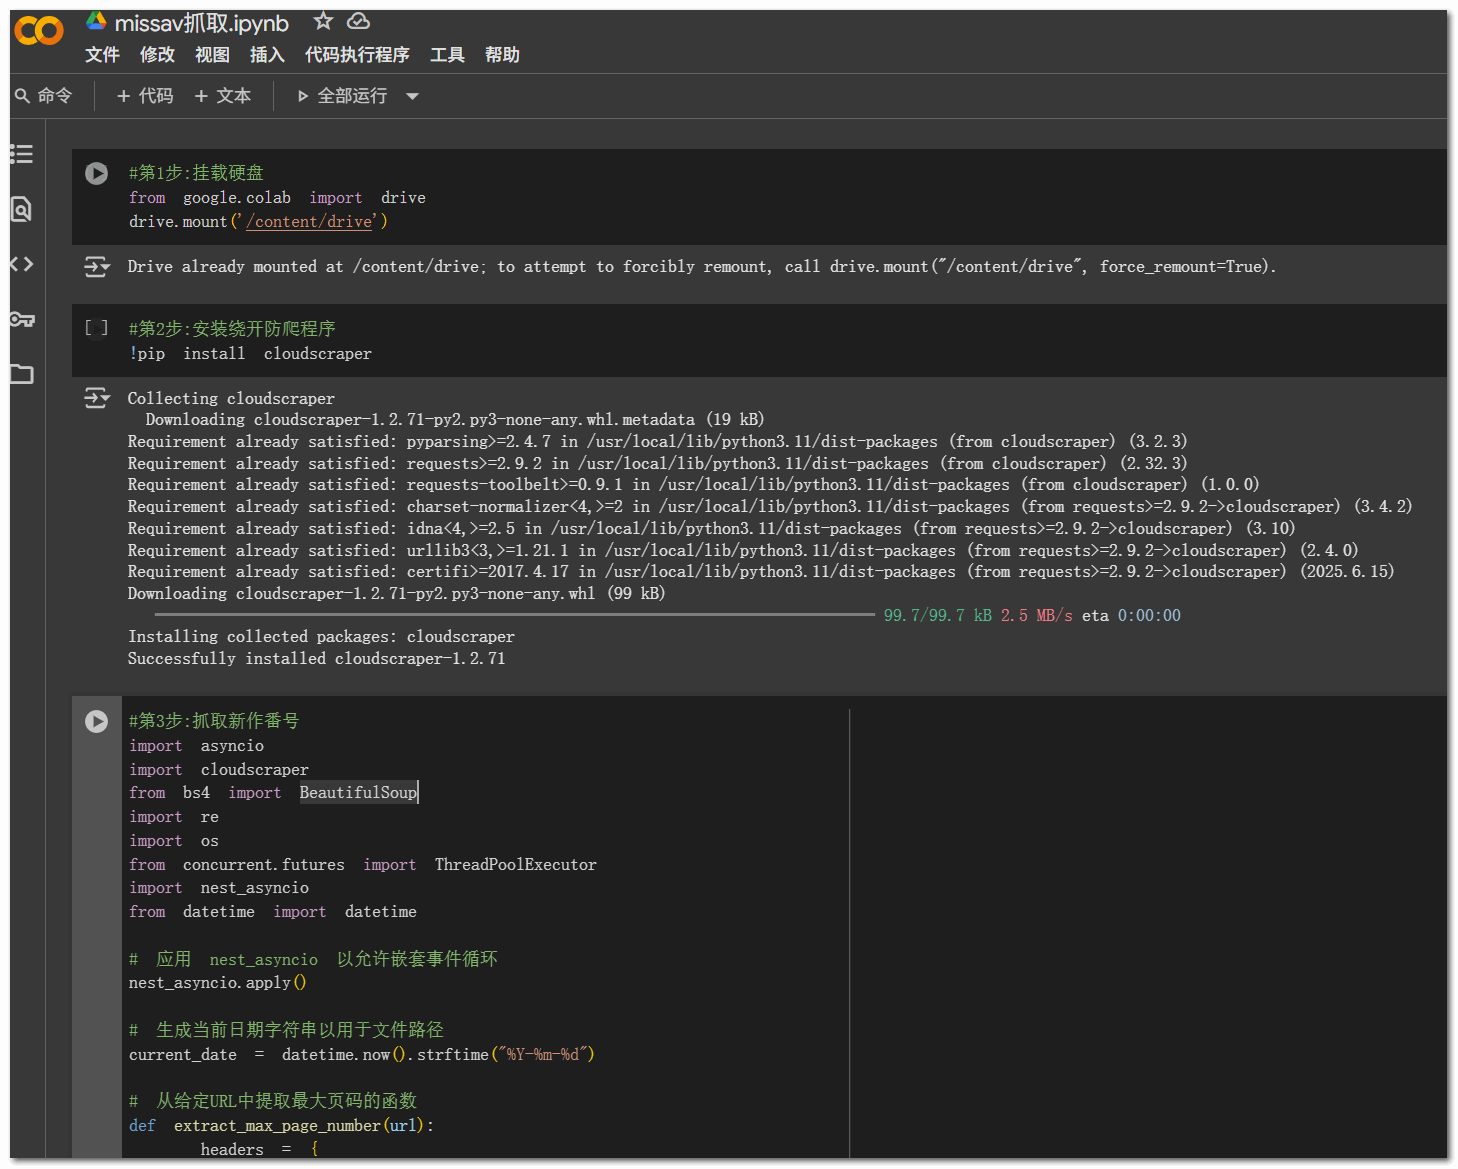 missav抓取.ipynb
文件 修改 视图 插入 代码执行程序 工具 帮助
命令 + 代码 + 文本 全部运行
#第1步:挂载硬盘
from google.colab import drive
drive.mount('/content/drive')
Drive already mounted at /content/drive; to attempt to forcibly remount, call drive.mount("/content/drive", force_remount=True).
[ ] #第2步:安装绕开防爬程序
!pip install cloudscraper
Collecting cloudscraper
Downloading cloudscraper-1.2.71-py2.py3-none-any.whl.metadata (19 kB)
Requirement already satisfied: pyparsing>=2.4.7 in /usr/local/lib/python3.11/dist-packages (from cloudscraper) (3.2.3)
Requirement already satisfied: requests>=2.9.2 in /usr/local/lib/python3.11/dist-packages (from cloudscraper) (2.32.3)
Requirement already satisfied: requests-toolbelt>=0.9.1 in /usr/local/lib/python3.11/dist-packages (from cloudscraper) (1.0.0)
Requirement already satisfied: charset-normalizer<4,>=2 in /usr/local/lib/python3.11/dist-packages (from requests>=2.9.2->cloudscraper) (3.4.2)
Requirement already satisfied: idna<4,>=2.5 in /usr/local/lib/python3.11/dist-packages (from requests>=2.9.2->cloudscraper) (3.10)
Requirement already satisfied: urllib3<3,>=1.21.1 in /usr/local/lib/python3.11/dist-packages (from requests>=2.9.2->cloudscraper) (2.4.0)
Requirement already satisfied: certifi>=2017.4.17 in /usr/local/lib/python3.11/dist-packages (from requests>=2.9.2->cloudscraper) (2025.6.15)
Downloading cloudscraper-1.2.71-py2.py3-none-any.whl (99 kB)
99.7/99.7 kB 2.5 MB/s eta 0:00:00
Installing collected packages: cloudscraper
Successfully installed cloudscraper-1.2.71
#第3步:抓取新作番号
import asyncio
import cloudscraper
from bs4 import BeautifulSoup
import re
import os
from concurrent.futures import ThreadPoolExecutor
import nest_asyncio
from datetime import datetime
# 应用 nest_asyncio 以允许嵌套事件循环
nest_asyncio.apply()
# 生成当前日期字符串以用于文件路径
current_date = datetime.now().strftime("%Y-%m-%d")
# 从给定URL中提取最大页码的函数
def extract_max_page_number(url):
headers = {